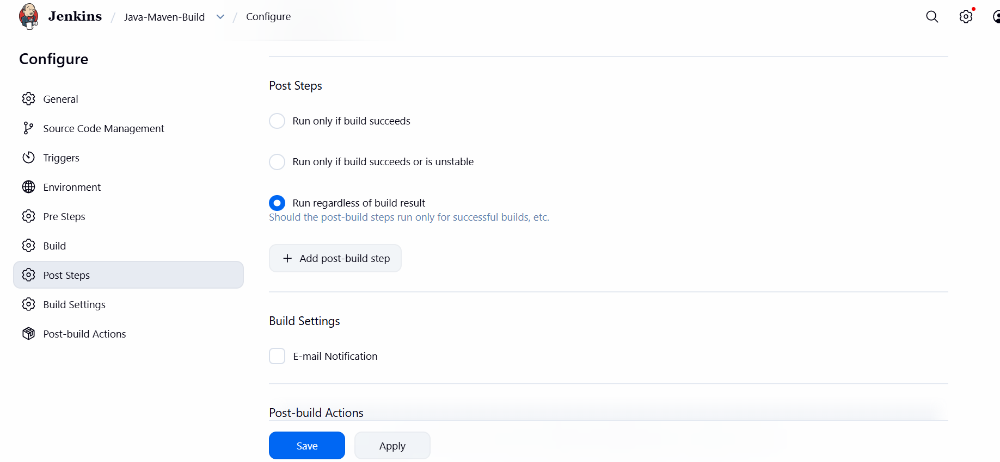 Jenkins / Java-Maven-Build / Configure
Configure
General
Source Code Management
Triggers
Environment
Pre Steps
Build
Post Steps
Build Settings
Post-build Actions
Post Steps
Run only if build succeeds
Run only if build succeeds or is unstable
Run regardless of build result
Should the post-build steps run only for successful builds, etc.
+ Add post-build step
Build Settings
E-mail Notification
Post-build Actions
Save
Apply